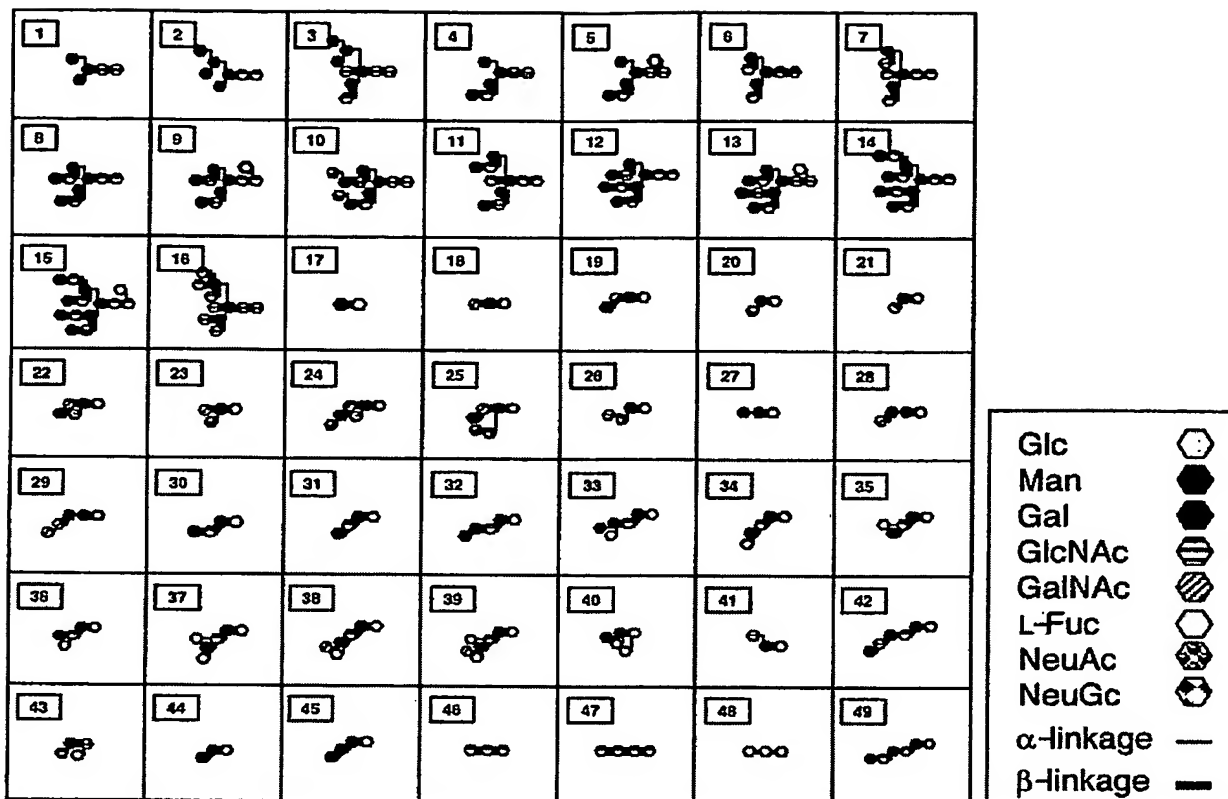 1 2 3 4 5 6 7
8 9 10 11 12 13 14
15 16 17 18 19 20 21
22 23 24 25 26 27 28
29 30 31 32 33 34 35
36 37 38 39 40 41 42
43 44 45 46 47 48 49
Glc
Man
Gal
GlcNAc
GalNAc
L-Fuc
NeuAc
NeuGc
α-linkage
β-linkage